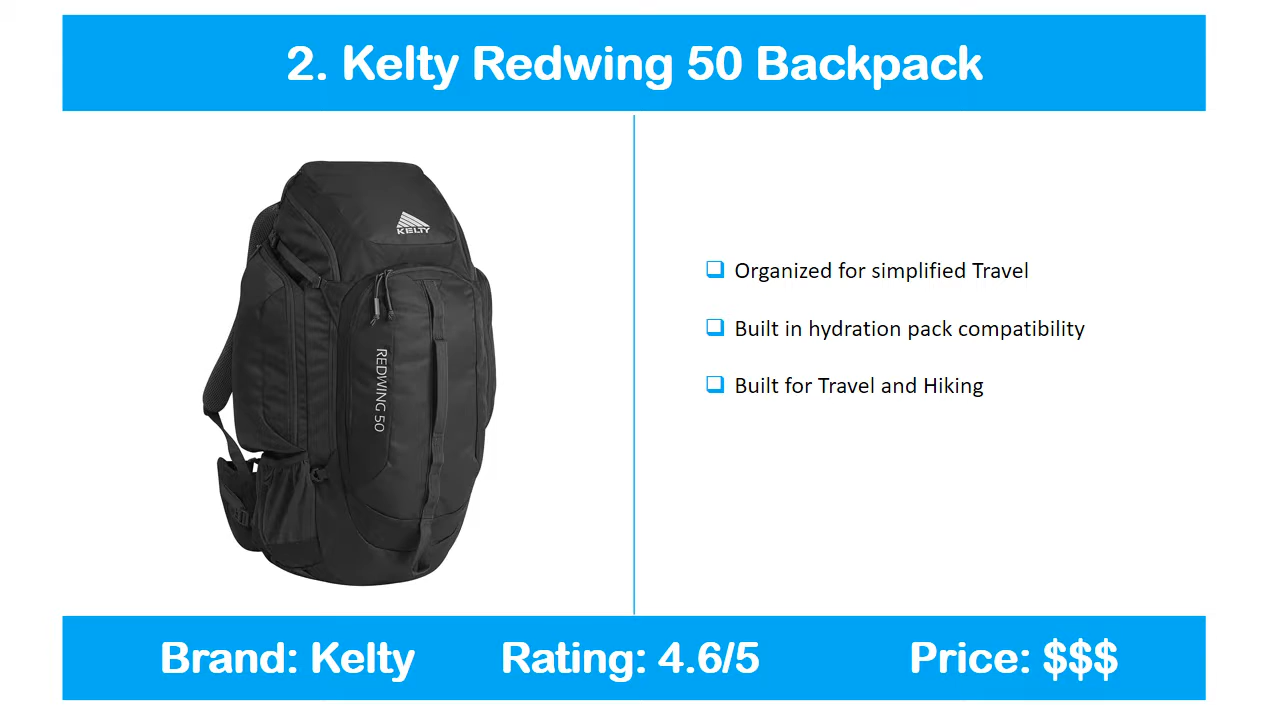 2. Kelty Redwing 50 Backpack
KELTY
REDWING 50
Organized for simplified Travel
Built in hydration pack compatibility
Built for Travel and Hiking
Brand: Kelty
Rating: 4.6/5
Price: $$$